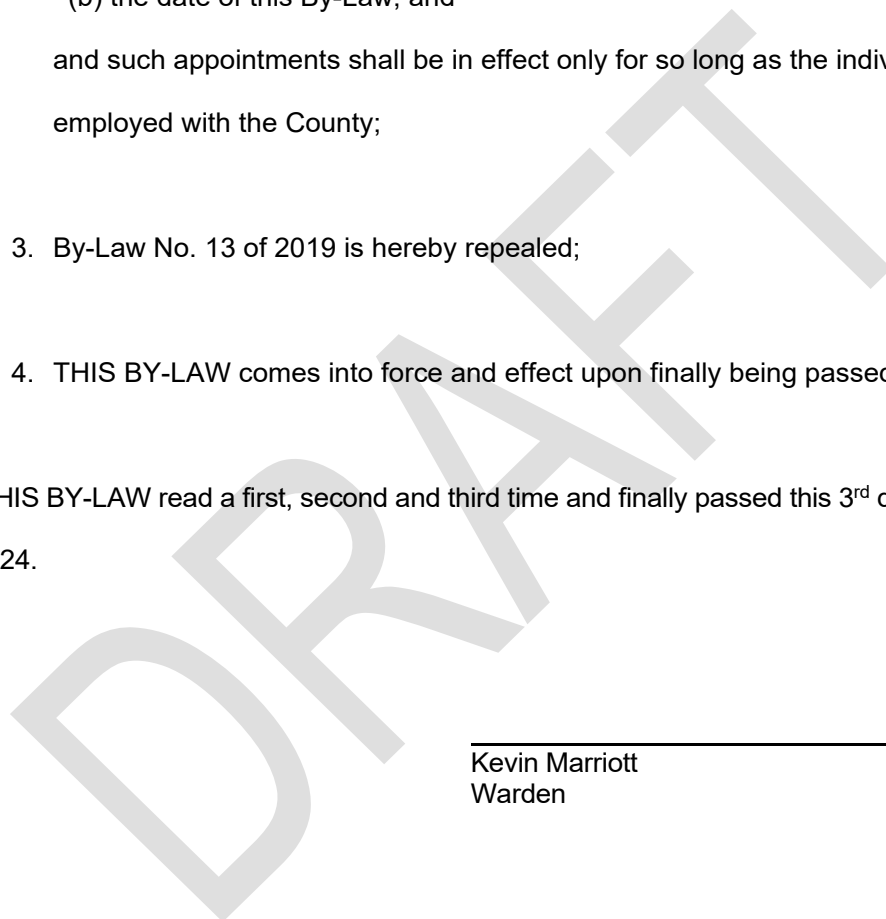 (b) the date of this By-Law; and
and such appointments shall be in effect only for so long as the indiv
employed with the County;
3. By-Law No. 13 of 2019 is hereby repealed;
4. THIS BY-LAW comes into force and effect upon finally being passed
HIS BY-LAW read a first, second and third time and finally passed this 3rd
24.
Kevin Marriott
Warden
DRAFT